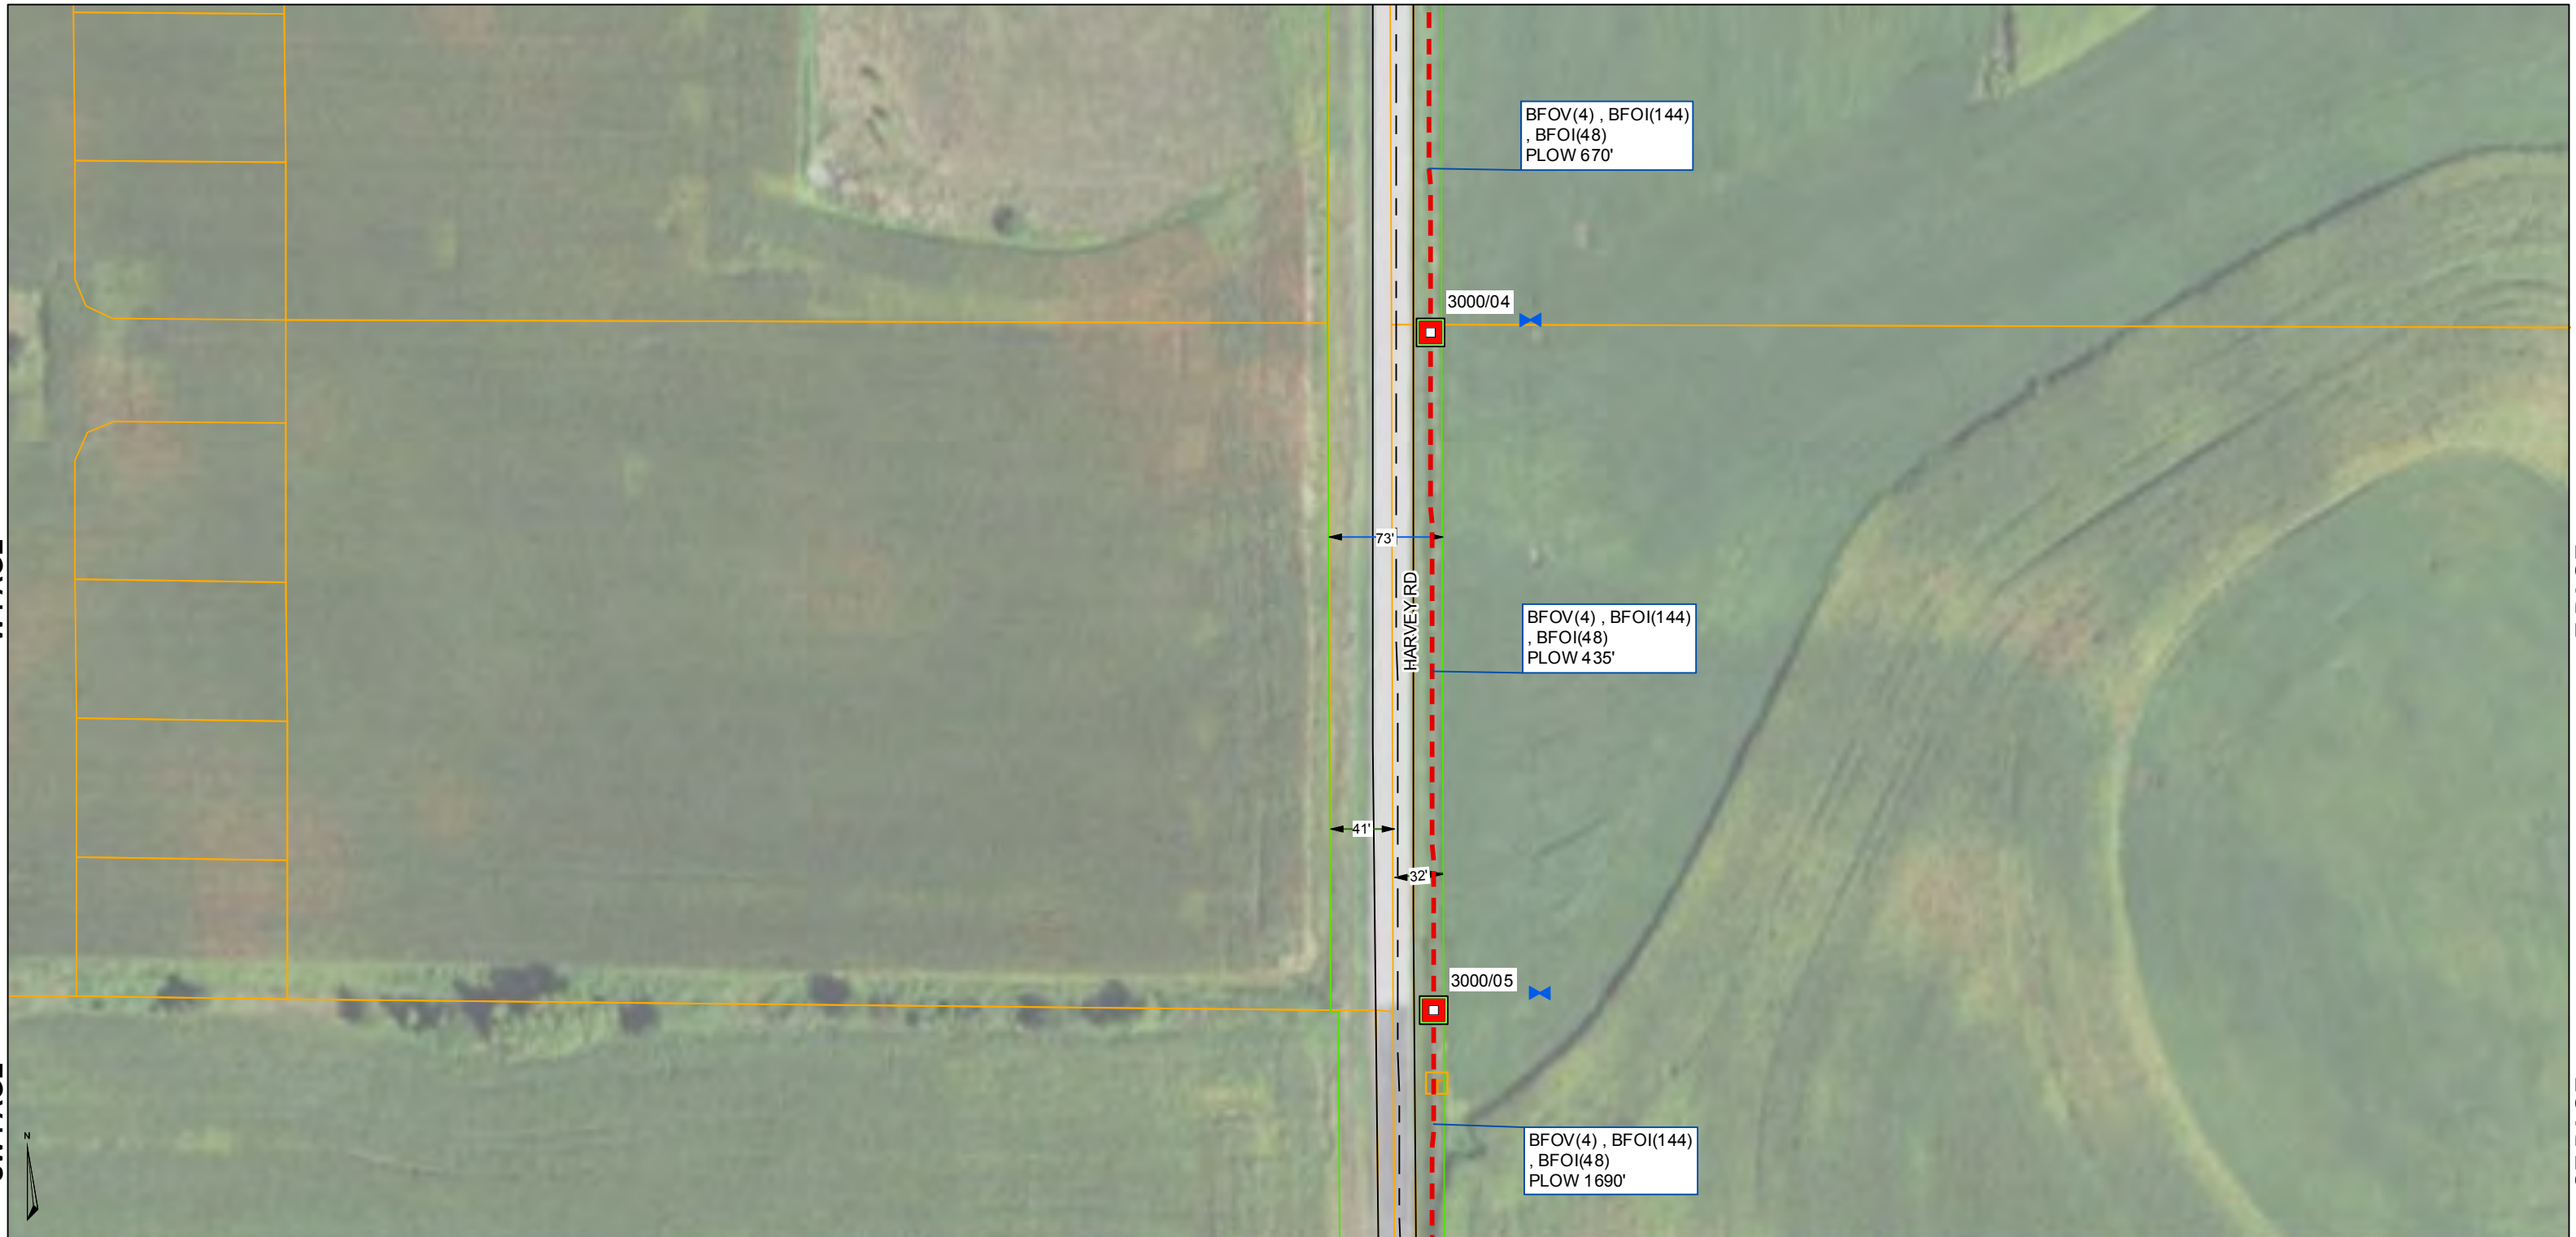 BFOV(4) , BFOI(144)
, BFOI(48)
PLOW 670'
3000/04
73'
HARVEY RD
BFOV(4) , BFOI(144)
, BFOI(48)
PLOW 435'
41'
32'
3000/05
BFOV(4) , BFOI(144)
, BFOI(48)
PLOW 1690'
N